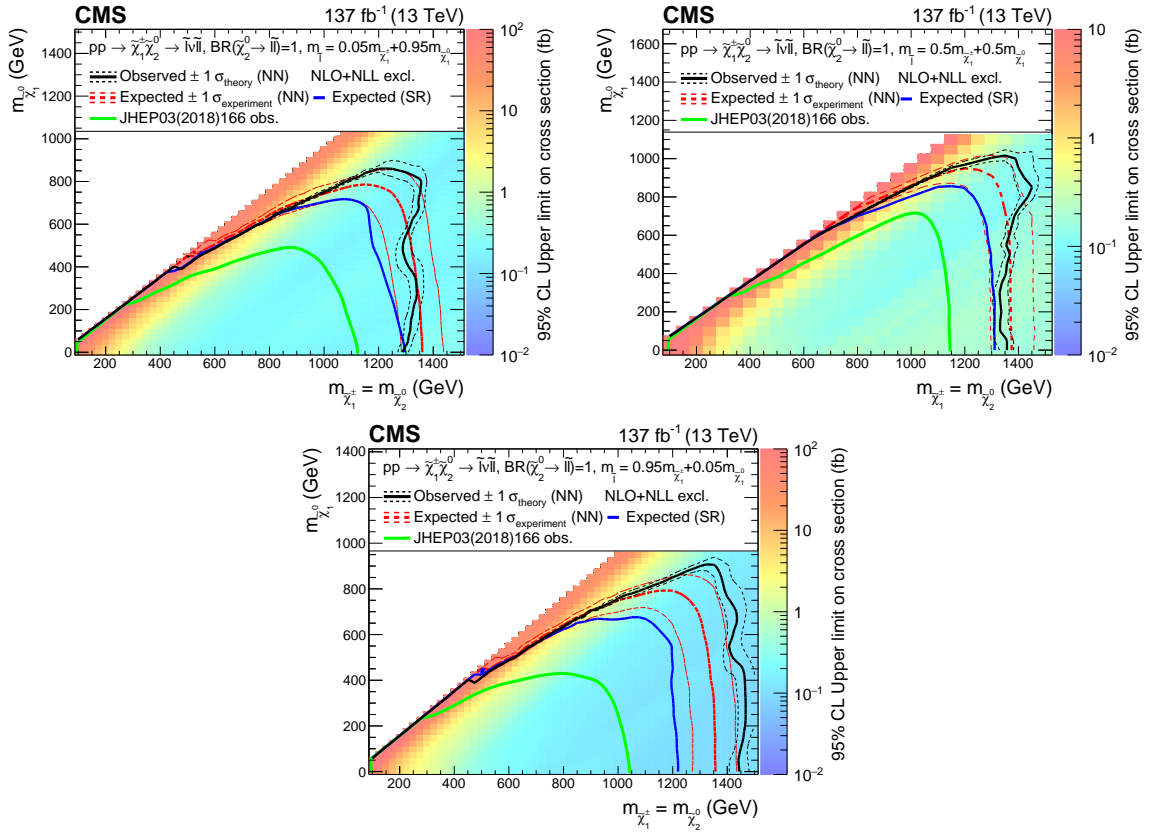 CMS 137 fb⁻¹ (13 TeV)
pp → χ̃₁^± χ̃₂⁰ → l̃νl̃l, BR(χ̃₂⁰ → l̃l)=1, m_l̃ = 0.05m_χ̃₁^± + 0.95m_χ̃₁⁰
Observed ± 1 σ_theory (NN) NLO+NLL excl.
Expected ± 1 σ_experiment (NN) Expected (SR)
JHEP03(2018)166 obs.
m_χ̃₁⁰ (GeV)
1400
1200
1000
800
600
400
200
0
200 400 600 800 1000 1200 1400
m_χ̃₁^± = m_χ̃₂⁰ (GeV)
10²
10
1
10⁻¹
10⁻²
95% CL Upper limit on cross section (fb)
CMS 137 fb⁻¹ (13 TeV)
pp → χ̃₁^± χ̃₂⁰ → l̃νl̃l, BR(χ̃₂⁰ → l̃l)=1, m_l̃ = 0.5m_χ̃₁^± + 0.5m_χ̃₁⁰
Observed ± 1 σ_theory (NN) NLO+NLL excl.
Expected ± 1 σ_experiment (NN) Expected (SR)
JHEP03(2018)166 obs.
m_χ̃₁⁰ (GeV)
1600
1400
1200
1000
800
600
400
200
0
200 400 600 800 1000 1200 1400
m_χ̃₁^± = m_χ̃₂⁰ (GeV)
10
1
10⁻¹
10⁻²
95% CL Upper limit on cross section (fb)
CMS 137 fb⁻¹ (13 TeV)
pp → χ̃₁^± χ̃₂⁰ → l̃νl̃l, BR(χ̃₂⁰ → l̃l)=1, m_l̃ = 0.95m_χ̃₁^± + 0.05m_χ̃₁⁰
Observed ± 1 σ_theory (NN) NLO+NLL excl.
Expected ± 1 σ_experiment (NN) Expected (SR)
JHEP03(2018)166 obs.
m_χ̃₁⁰ (GeV)
1400
1200
1000
800
600
400
200
0
200 400 600 800 1000 1200 1400
m_χ̃₁^± = m_χ̃₂⁰ (GeV)
10²
10
1
10⁻¹
10⁻²
95% CL Upper limit on cross section (fb)